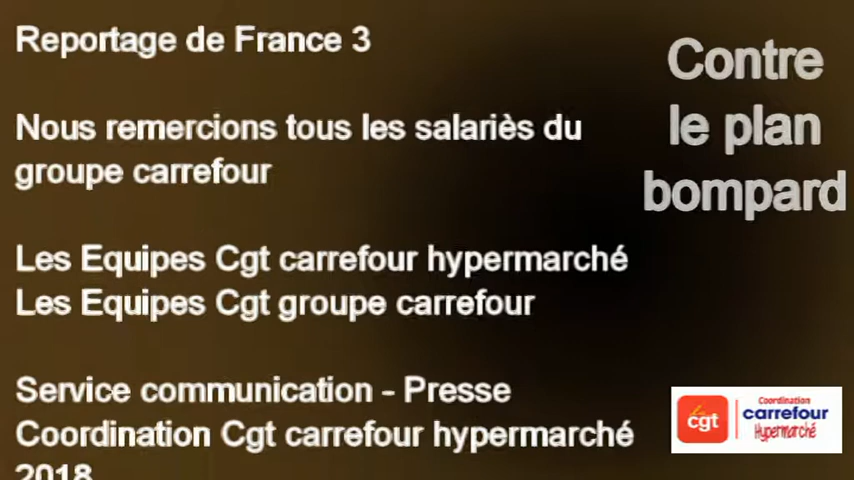 Reportage de France 3
Nous remercions tous les salariès du
groupe carrefour
Les Equipes Cgt carrefour hypermarché
Les Equipes Cgt groupe carrefour
Service communication - Presse
Coordination Cgt carrefour hypermarché
2018
Contre
le plan
bompard
cgt
Coordination
carrefour
Hypermarché